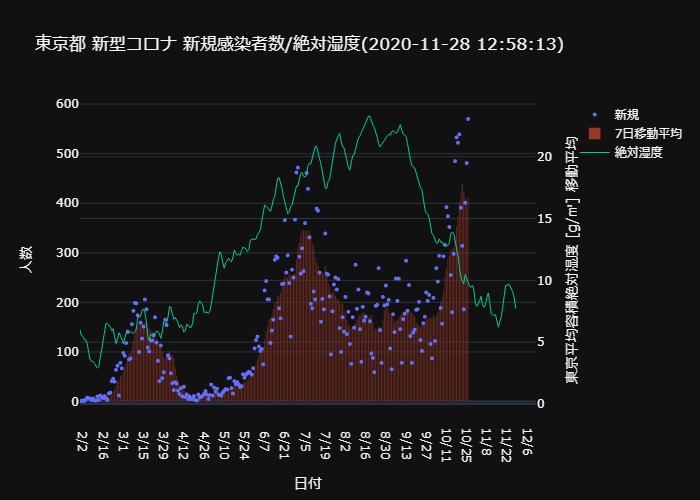 東京都 新型コロナ 新規感染者数/絶対湿度(2020-11-28 12:58:13)
新規
7日移動平均
絶対湿度
600
500
400
300
200
100
0
人数
20
15
10
5
0
東京平均容積絶対湿度 [g/m³] 移動平均
2/2 2/16 3/1 3/15 3/29 4/12 4/26 5/10 5/24 6/7 6/21 7/5 7/19 8/2 8/16 8/30 9/13 9/27 10/11 10/25 11/8 11/22 12/6
日付